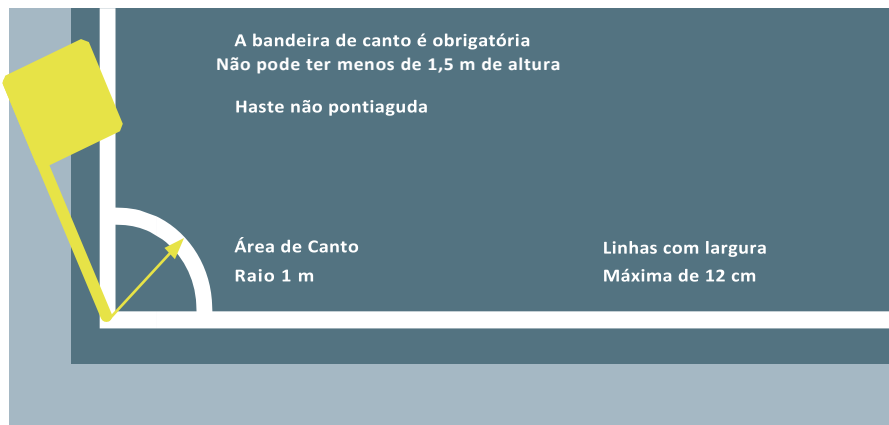 A bandeira de canto é obrigatória
Não pode ter menos de 1,5 m de altura
Haste não pontiaguda
Área de Canto
Raio 1 m
Linhas com largura
Máxima de 12 cm